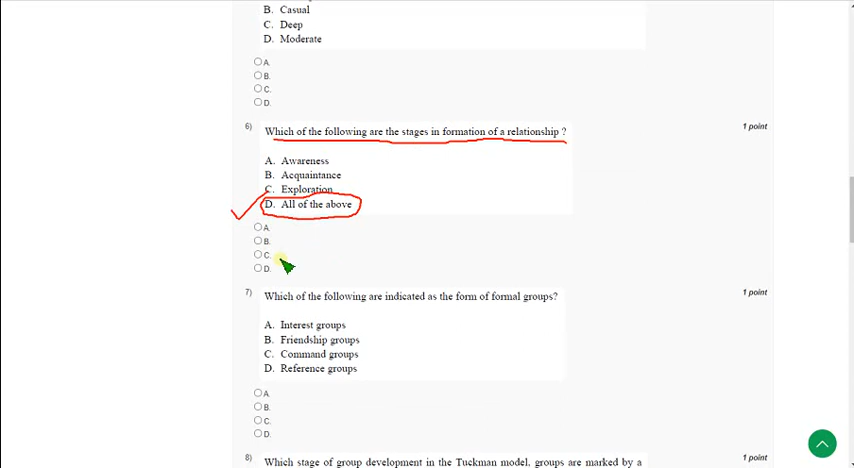 B. Casual
C. Deep
D. Moderate
A.
B.
C.
D.
6) Which of the following are the stages in formation of a relationship ? 1 point
A. Awareness
B. Acquaintance
C. Exploration
D. All of the above
A.
B.
C.
D.
7) Which of the following are indicated as the form of formal groups? 1 point
A. Interest groups
B. Friendship groups
C. Command groups
D. Reference groups
A.
B.
C.
D.
8) Which stage of group development in the Tuckman model, groups are marked by a 1 point